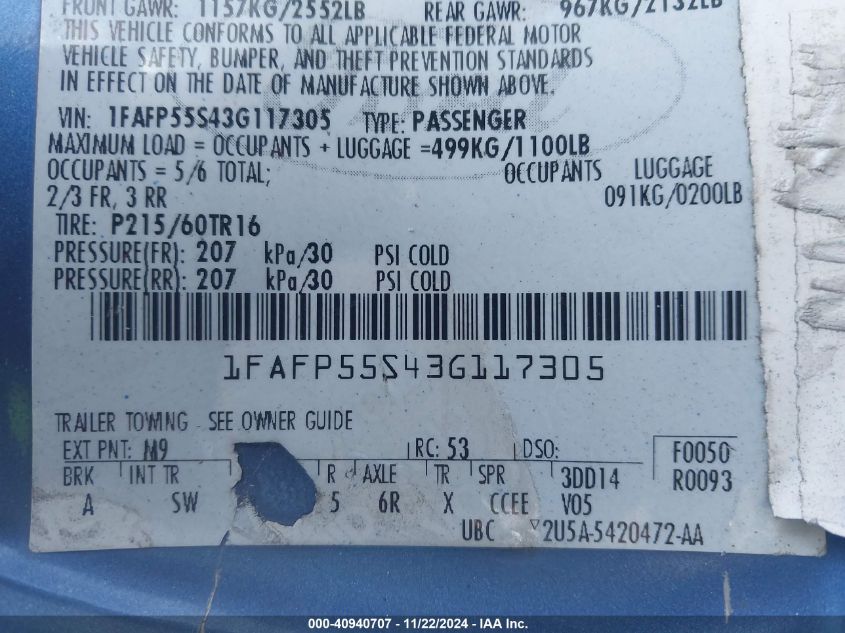 FRONT GAWR: 1157KG/2552LB REAR GAWR: 967KG/2132LB
THIS VEHICLE CONFORMS TO ALL APPLICABLE FEDERAL MOTOR
VEHICLE SAFETY, BUMPER, AND THEFT PREVENTION STANDARDS
IN EFFECT ON THE DATE OF MANUFACTURE SHOWN ABOVE.
VIN: 1FAFP55S43G117305 TYPE: PASSENGER
MAXIMUM LOAD = OCCUPANTS + LUGGAGE =499KG/1100LB
OCCUPANTS = 5/6 TOTAL; OCCUPANTS LUGGAGE
2/3 FR, 3 RR 091KG/0200LB
TIRE: P215/60TR16
PRESSURE(FR): 207 kPa/30 PSI COLD
PRESSURE(RR): 207 kPa/30 PSI COLD
1FAFP55S43G117305
TRAILER TOWING - SEE OWNER GUIDE
EXT PNT: M9 RC: 53 DSO: F0050
BRK INT TR R AXLE TR SPR 3DD14 R0093
A SW 5 6R X CCEE V05
UBC 2U5A-5420472-AA
000-40940707 - 11/22/2024 - IAA Inc.